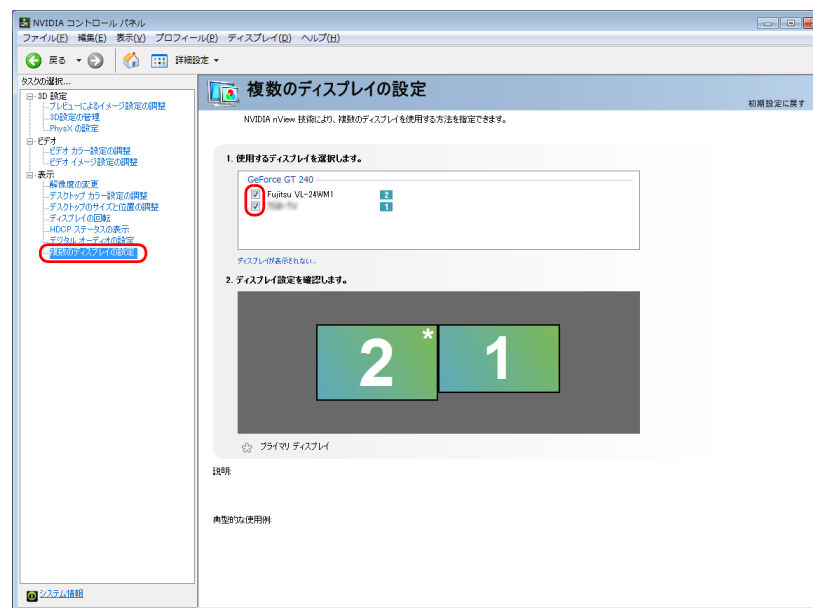 NVIDIA コントロール パネル
ファイル(F) 編集(E) 表示(V) プロフィール(P) ディスプレイ(D) ヘルプ(H)
戻る 詳細設定
タスクの選択...
3D 設定
プレビューによるイメージ設定の調整
3D設定の管理
PhysX の設定
ビデオ
ビデオ カラー設定の調整
ビデオ イメージ設定の調整
表示
解像度の変更
デスクトップ カラー設定の調整
デスクトップのサイズと位置の調整
ディスプレイの回転
HDCP ステータスの表示
デジタル オーディオの設定
複数のディスプレイの設定
システム情報
複数のディスプレイの設定
初期設定に戻す
NVIDIA nView 技術により、複数のディスプレイを使用する方法を指定できます。
1. 使用するディスプレイを選択します。
GeForce GT 240
Fujitsu VL-24WM1 2
1
ディスプレイが表示されない...
2. ディスプレイ設定を確認します。
2 * 1
プライマリ ディスプレイ
説明:
典型的な使用例: